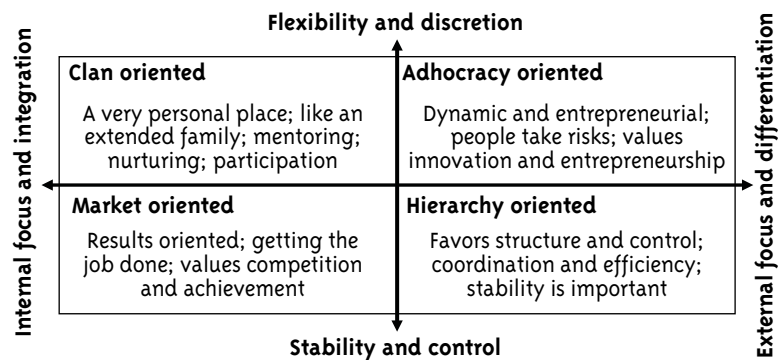 Flexibility and discretion
Internal focus and integration
Clan oriented
A very personal place; like an
extended family; mentoring;
nurturing; participation
Adhocracy oriented
Dynamic and entrepreneurial;
people take risks; values
innovation and entrepreneurship
Market oriented
Results oriented; getting the
job done; values competition
and achievement
Hierarchy oriented
Favors structure and control;
coordination and efficiency;
stability is important
External focus and differentiation
Stability and control